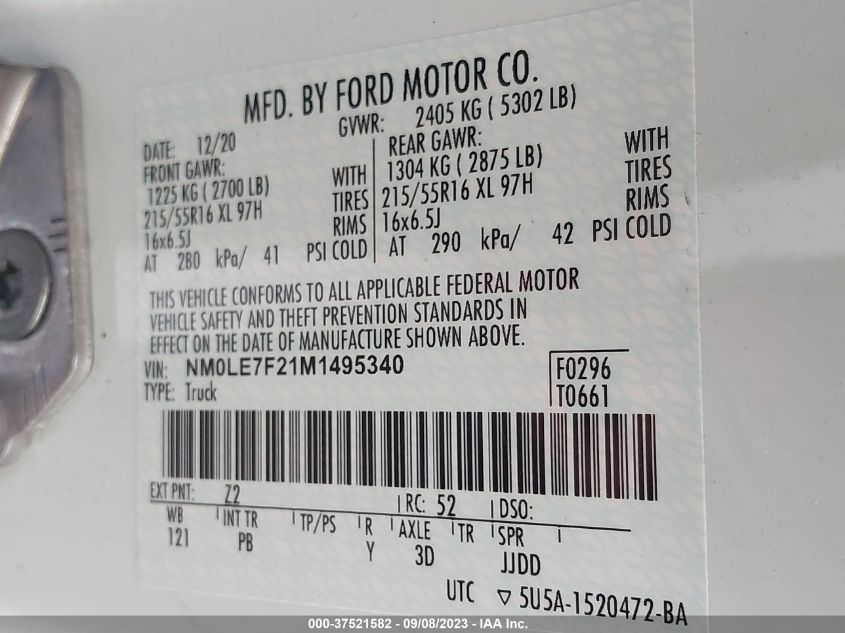 MFD. BY FORD MOTOR CO.
DATE: 12/20 GVWR: 2405 KG ( 5302 LB)
FRONT GAWR: REAR GAWR:
1225 KG ( 2700 LB) WITH 1304 KG ( 2875 LB) WITH
215/55R16 XL 97H TIRES 215/55R16 XL 97H TIRES
16x6.5J RIMS 16x6.5J RIMS
AT 280 kPa/ 41 PSI COLD AT 290 kPa/ 42 PSI COLD
THIS VEHICLE CONFORMS TO ALL APPLICABLE FEDERAL MOTOR
VEHICLE SAFETY AND THEFT PREVENTION STANDARDS IN
EFFECT ON THE DATE OF MANUFACTURE SHOWN ABOVE.
VIN: NM0LE7F21M1495340 F0296
TYPE: Truck T0661
EXT PNT: Z2 RC: 52 DSO:
WB INT TR TP/PS R AXLE TR SPR
121 PB Y 3D JJDD
UTC ▽ 5U5A-1520472-BA
000-37521582 - 09/08/2023 - IAA Inc.